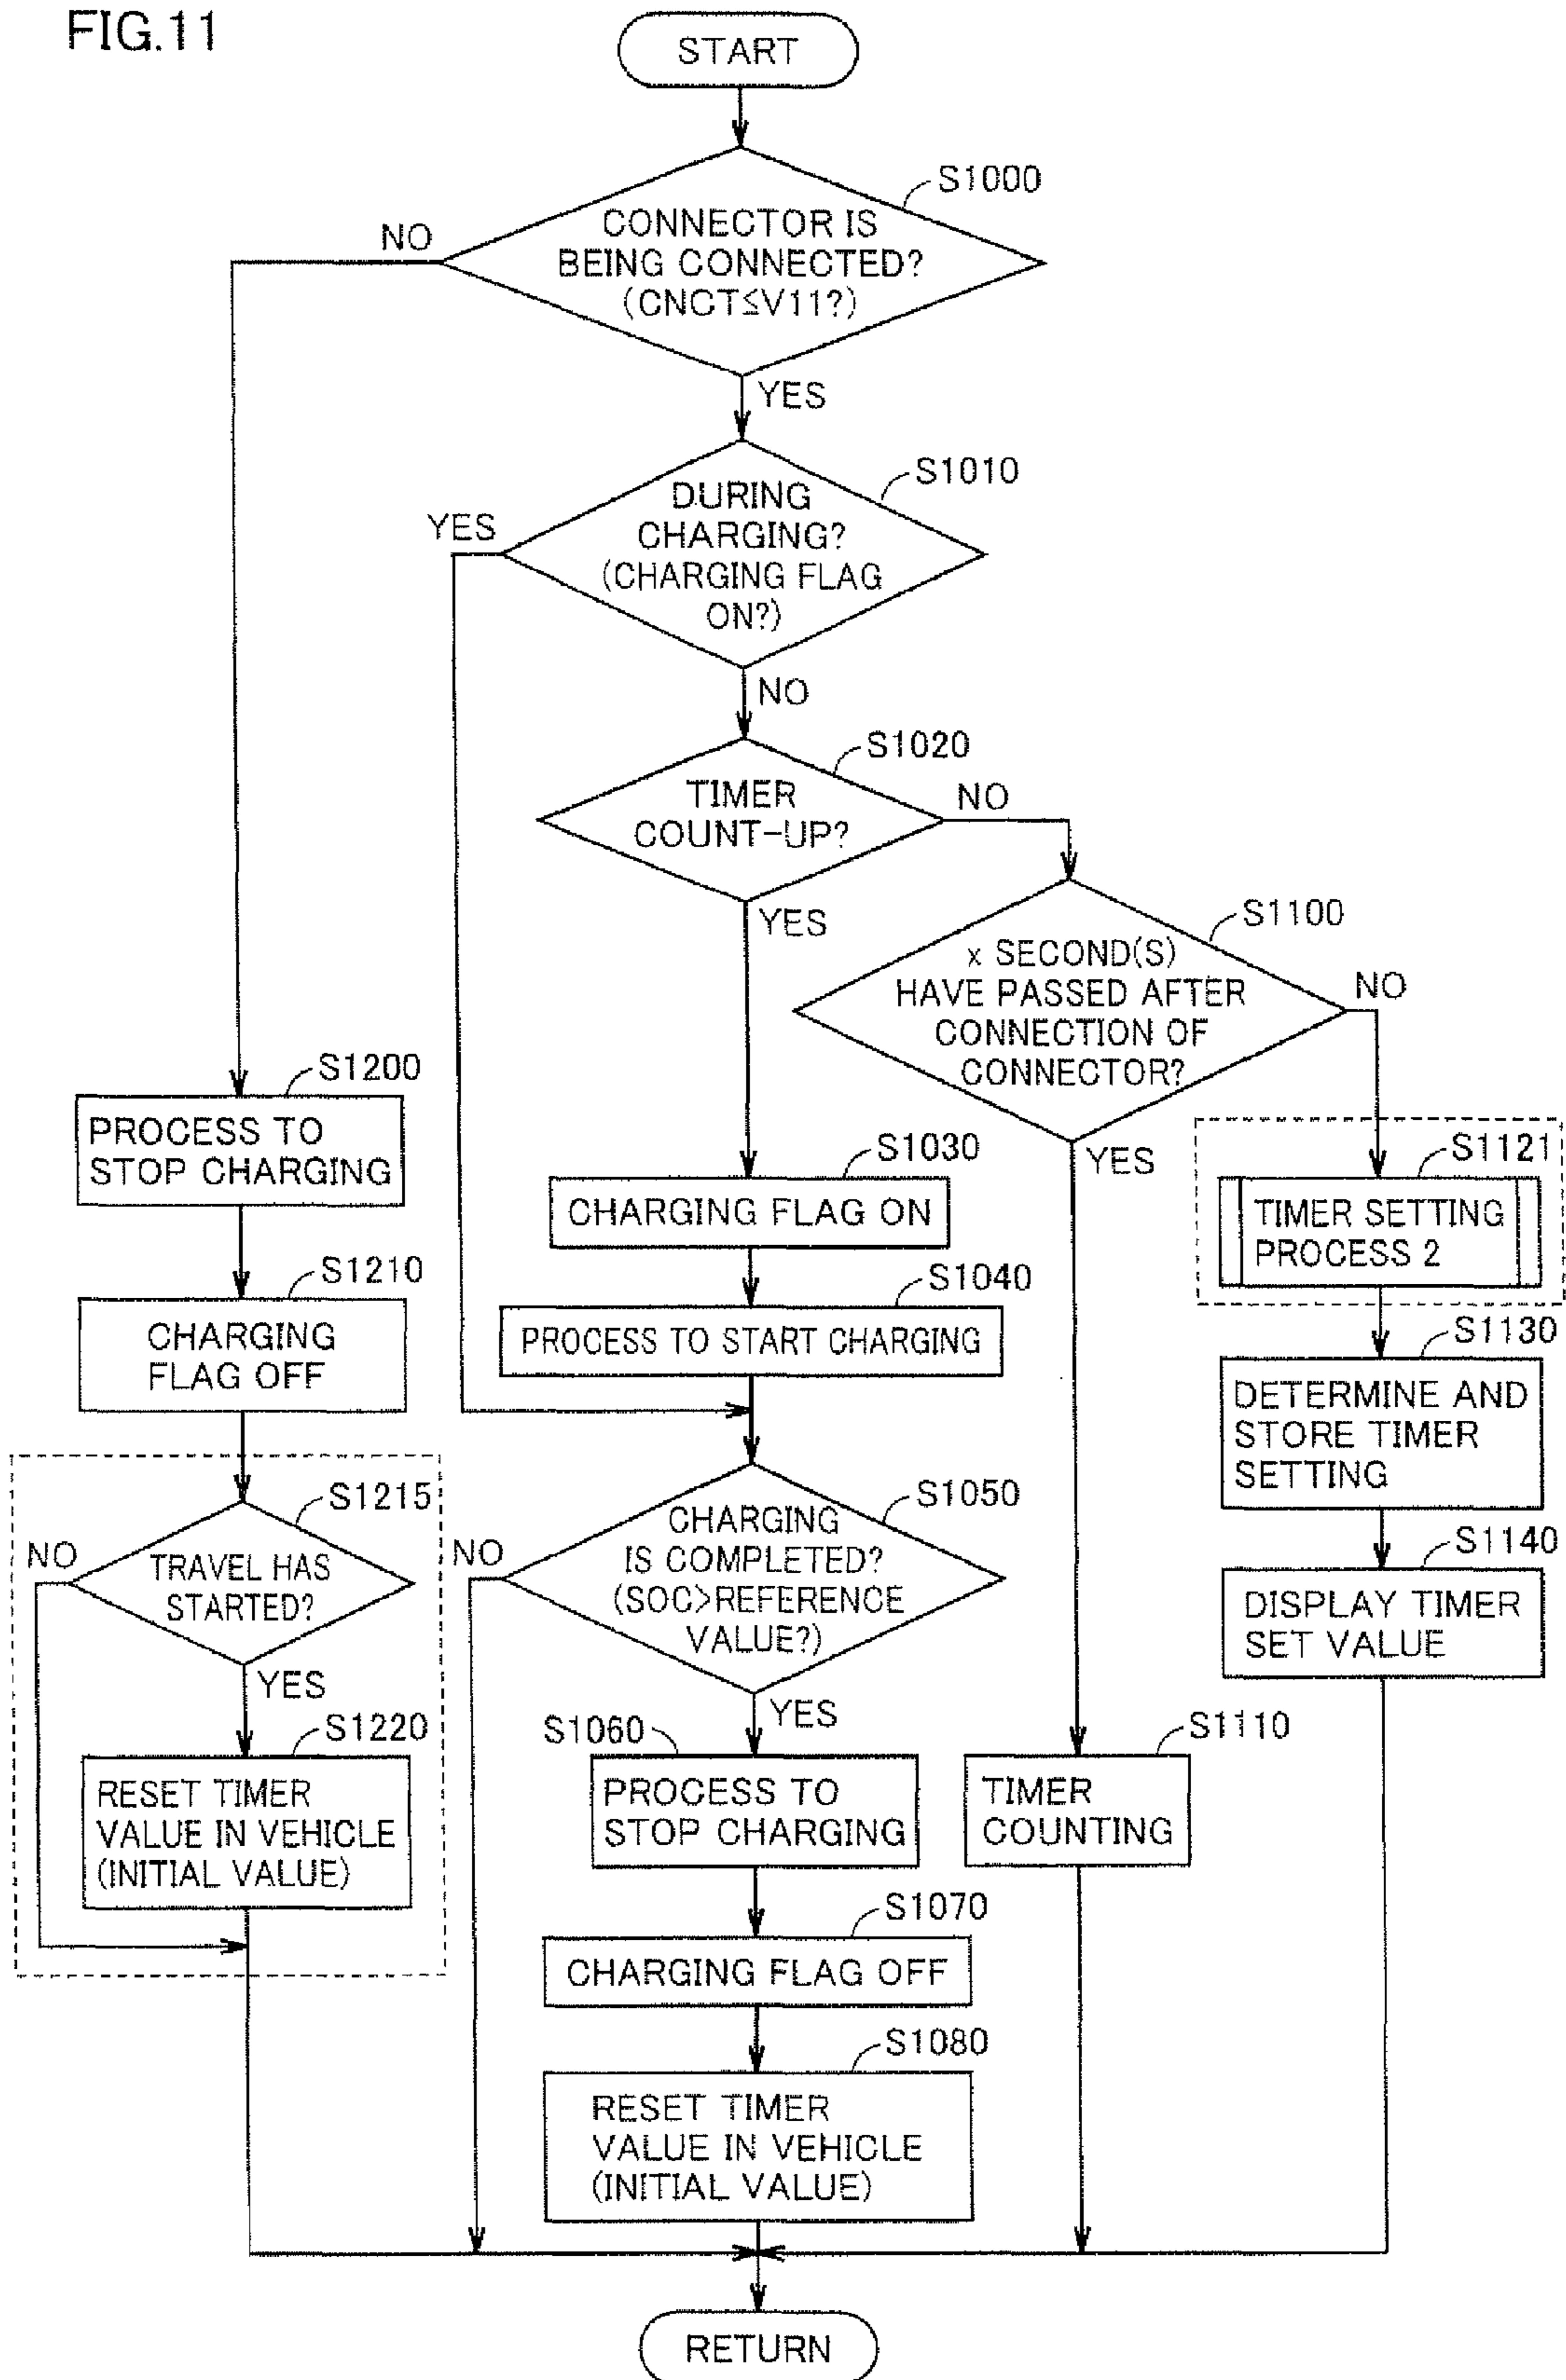 FIG.11
START
S1000
CONNECTOR IS
BEING CONNECTED?
(CNCT≤V11?)
NO
YES
S1010
DURING
CHARGING?
(CHARGING FLAG
ON?)
YES
NO
S1020
TIMER
COUNT-UP?
NO
YES
S1100
x SECOND(S)
HAVE PASSED AFTER
CONNECTION OF
CONNECTOR?
NO
YES
S1200
PROCESS TO
STOP CHARGING
S1030
CHARGING FLAG ON
S1121
TIMER SETTING
PROCESS 2
S1210
CHARGING
FLAG OFF
S1040
PROCESS TO START CHARGING
S1130
DETERMINE AND
STORE TIMER
SETTING
S1215
TRAVEL HAS
STARTED?
NO
YES
S1050
CHARGING
IS COMPLETED?
(SOC>REFERENCE
VALUE?)
NO
YES
S1140
DISPLAY TIMER
SET VALUE
S1220
RESET TIMER
VALUE IN VEHICLE
(INITIAL VALUE)
S1060
PROCESS TO
STOP CHARGING
S1110
TIMER
COUNTING
S1070
CHARGING FLAG OFF
S1080
RESET TIMER
VALUE IN VEHICLE
(INITIAL VALUE)
RETURN